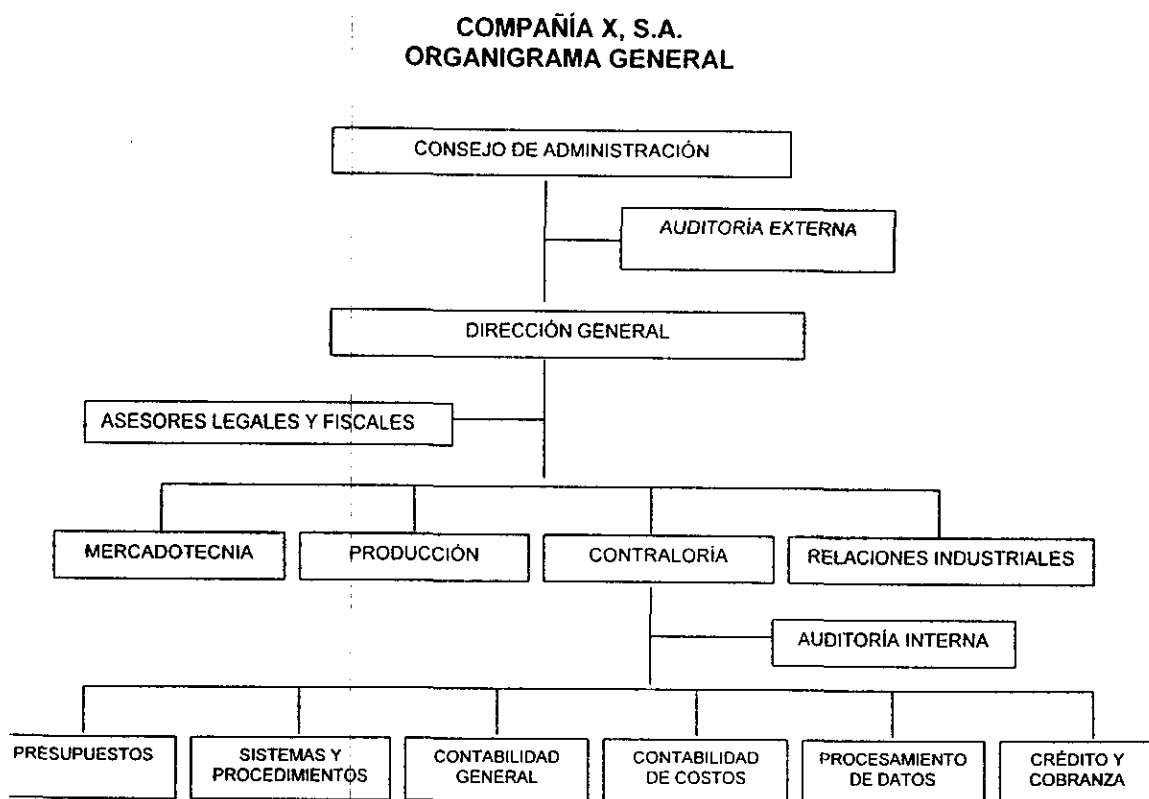 COMPAÑÍA X, S.A.
ORGANIGRAMA GENERAL
CONSEJO DE ADMINISTRACIÓN
AUDITORÍA EXTERNA
DIRECCIÓN GENERAL
ASESORES LEGALES Y FISCALES
MERCADOTECNIA
PRODUCCIÓN
CONTRALORÍA
RELACIONES INDUSTRIALES
AUDITORÍA INTERNA
PRESUPUESTOS
SISTEMAS Y
PROCEDIMIENTOS
CONTABILIDAD
GENERAL
CONTABILIDAD
DE COSTOS
PROCESAMIENTO
DE DATOS
CRÉDITO Y
COBRANZA